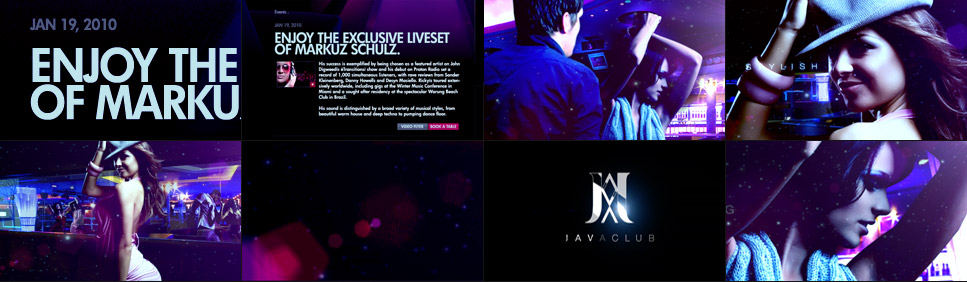 JAN 19, 2010
ENJOY THE
OF MARKU
Events
JAN 19, 2010
ENJOY THE EXCLUSIVE LIVESET
OF MARKUZ SCHULZ.
His success is exemplified by being chosen as a featured artist on John
Digweeds «Transitions» show and his debut on Proton Radio set a
record of 1,000 simultaneous listeners, with rave reviews from Sander
Kleinenberg, Danny Howells and Deryn Masiello. Rickys toured exten-
sively worldwide, including gigs at the Winter Music Conference in
Miami and a sought after residency at the spectacular Warung Beach
Club in Brazil.
His sound is distinguished by a broad variety of musical styles, from
beautiful warm house and deep techno to pumping dance floor.
VIDEO FLYER BOOK A TABLE
STYLISH
JAVACLUB
G